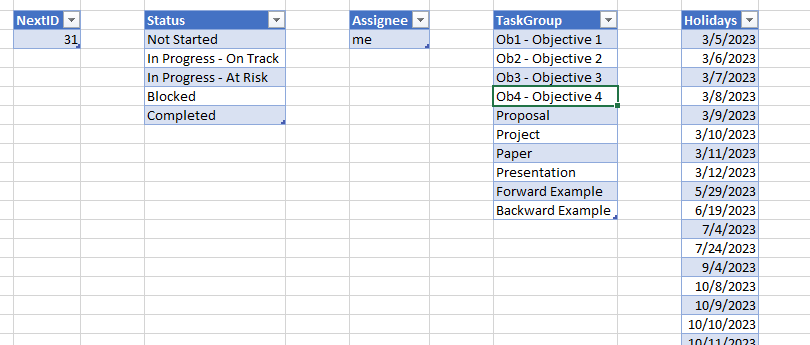 NextID Status Assignee TaskGroup Holidays
31 Not Started me Ob1 - Objective 1 3/5/2023
In Progress - On Track Ob2 - Objective 2 3/6/2023
In Progress - At Risk Ob3 - Objective 3 3/7/2023
Blocked Ob4 - Objective 4 3/8/2023
Completed Proposal 3/9/2023
Project 3/10/2023
Paper 3/11/2023
Presentation 3/12/2023
Forward Example 5/29/2023
Backward Example 6/19/2023
7/4/2023
7/24/2023
9/4/2023
10/8/2023
10/9/2023
10/10/2023
10/11/2023